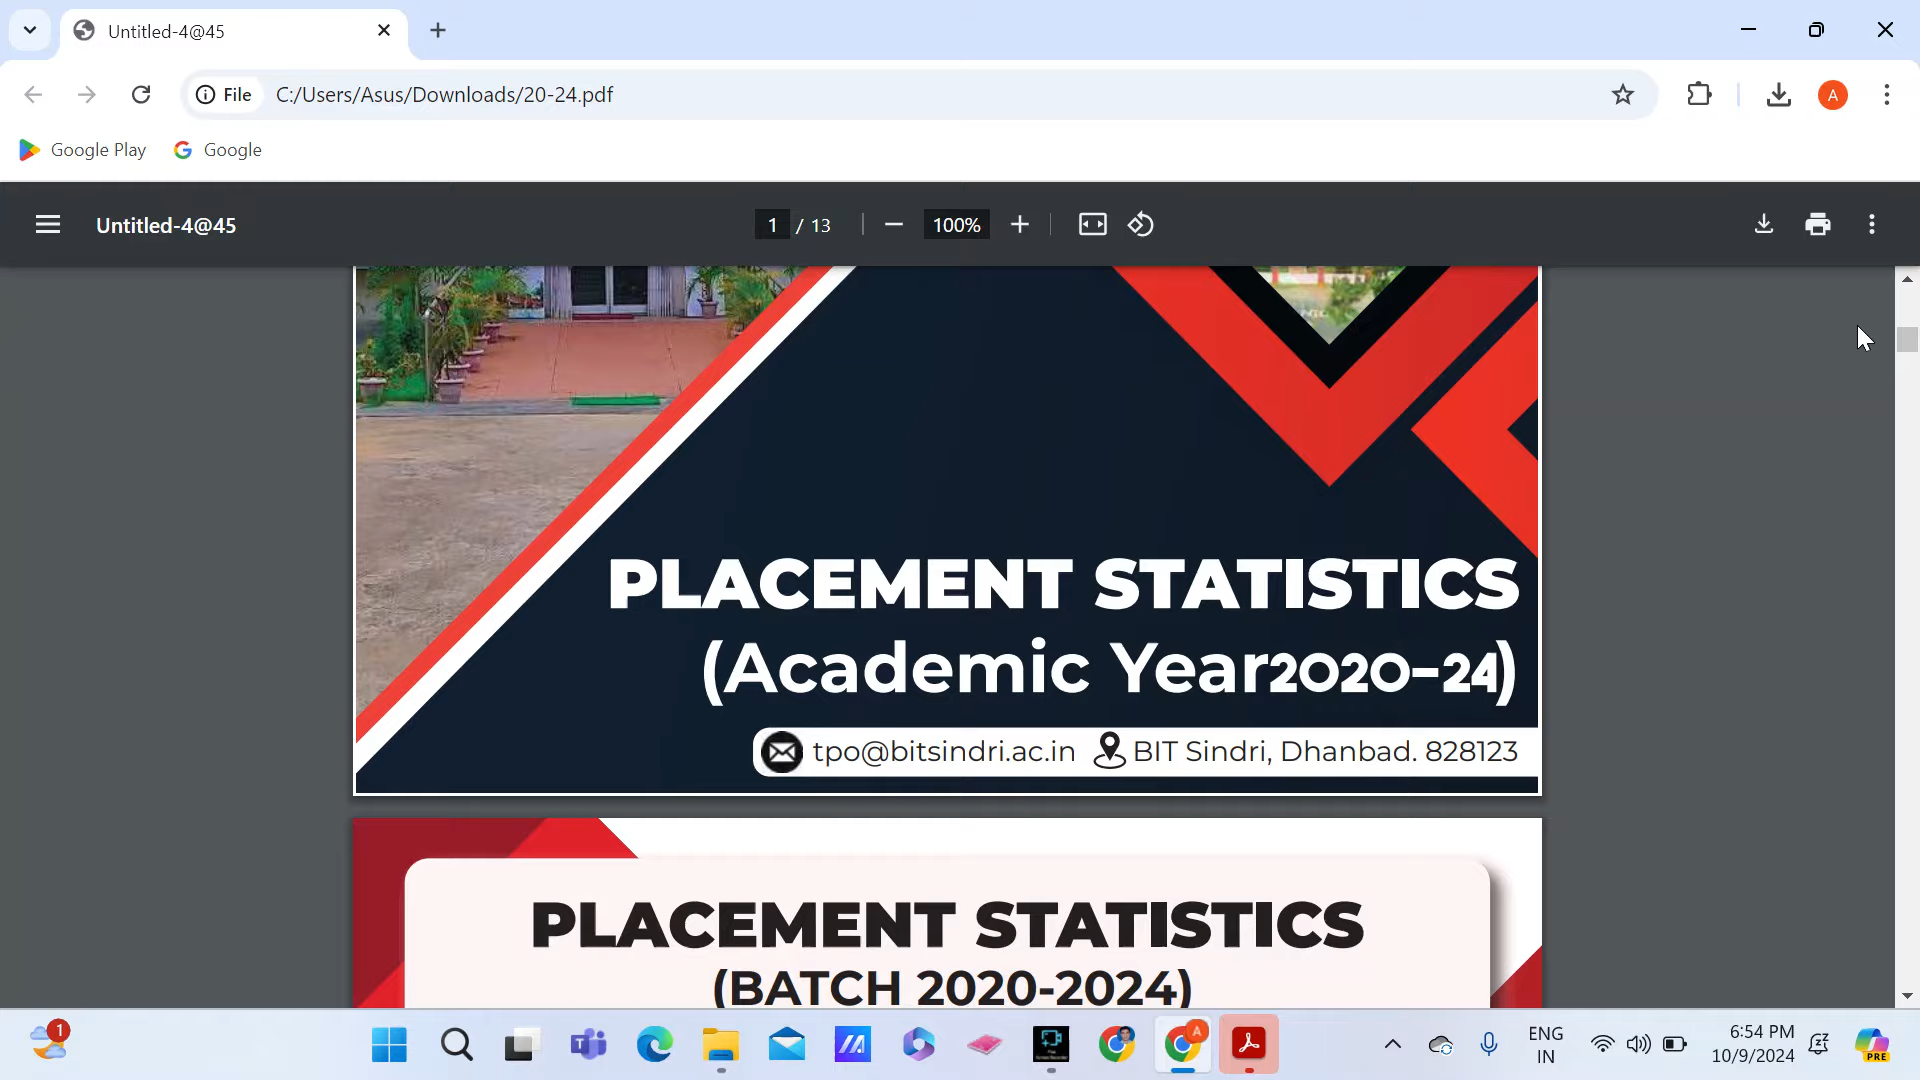 Untitled-4@45
File C:/Users/Asus/Downloads/20-24.pdf
A
Google Play Google
Untitled-4@45 1 / 13 100%
PLACEMENT STATISTICS
(Academic Year2020-24)
tpo@bitsindri.ac.in BIT Sindri, Dhanbad. 828123
PLACEMENT STATISTICS
(BATCH 2020-2024)
1
A
ENG
IN
6:54 PM
10/9/2024
PRE